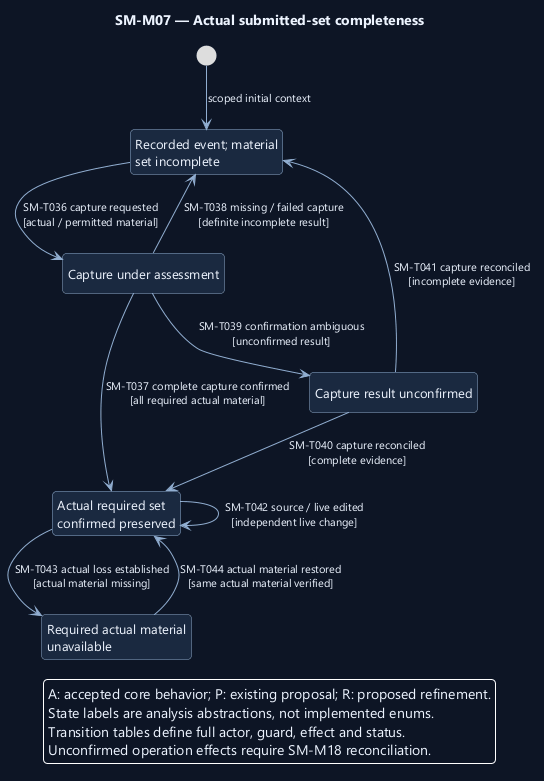 SM-M07 — Actual submitted-set completeness
scoped initial context
Recorded event; material
set incomplete
SM-T036 capture requested
[actual / permitted material]
SM-T038 missing / failed capture
[definite incomplete result]
SM-T041 capture reconciled
[incomplete evidence]
Capture under assessment
SM-T039 confirmation ambiguous
[unconfirmed result]
SM-T037 complete capture confirmed
[all required actual material]
Capture result unconfirmed
SM-T040 capture reconciled
[complete evidence]
Actual required set
confirmed preserved
SM-T042 source / live edited
[independent live change]
SM-T043 actual loss established
[actual material missing]
SM-T044 actual material restored
[same actual material verified]
Required actual material
unavailable
A: accepted core behavior; P: existing proposal; R: proposed refinement.
State labels are analysis abstractions, not implemented enums.
Transition tables define full actor, guard, effect and status.
Unconfirmed operation effects require SM-M18 reconciliation.